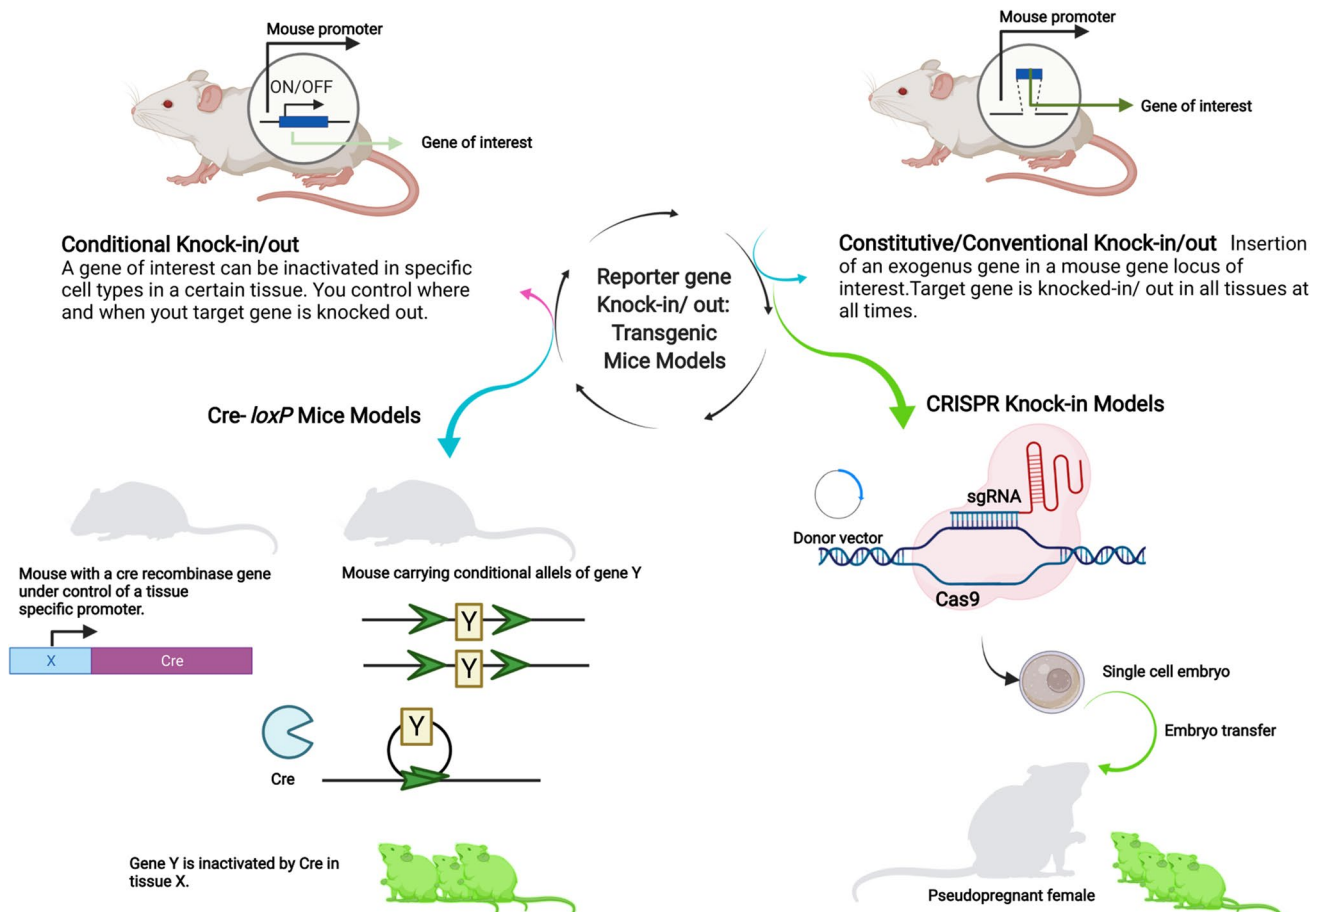 Mouse promoter
ON/OFF
Gene of interest
Conditional Knock-in/out
A gene of interest can be inactivated in specific
cell types in a certain tissue. You control where
and when yout target gene is knocked out.
Mouse promoter
Gene of interest
Constitutive/Conventional Knock-in/out Insertion
of an exogenus gene in a mouse gene locus of
interest.Target gene is knocked-in/ out in all tissues at
all times.
Reporter gene
Knock-in/ out:
Transgenic
Mice Models
Cre- loxP Mice Models
Mouse with a cre recombinase gene
under control of a tissue
specific promoter.
X
Cre
Mouse carrying conditional allels of gene Y
Y
Y
Y
Cre
Gene Y is inactivated by Cre in
tissue X.
CRISPR Knock-in Models
sgRNA
Donor vector
Cas9
Single cell embryo
Embryo transfer
Pseudopregnant female